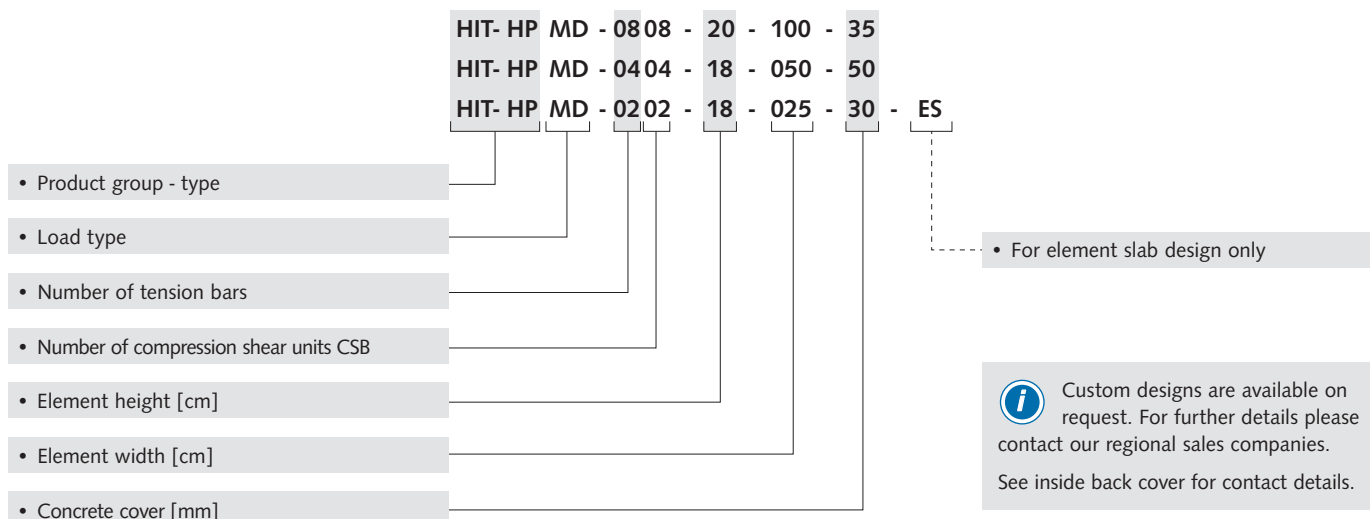 HIT- HP MD - 0808 - 20 - 100 - 35
HIT- HP MD - 0404 - 18 - 050 - 50
HIT- HP MD - 0202 - 18 - 025 - 30 - ES
• Product group - type
• Load type
• For element slab design only
• Number of tension bars
• Number of compression shear units CSB
• Element height [cm]
• Element width [cm]
• Concrete cover [mm]
i
Custom designs are available on
request. For further details please
contact our regional sales companies.
See inside back cover for contact details.